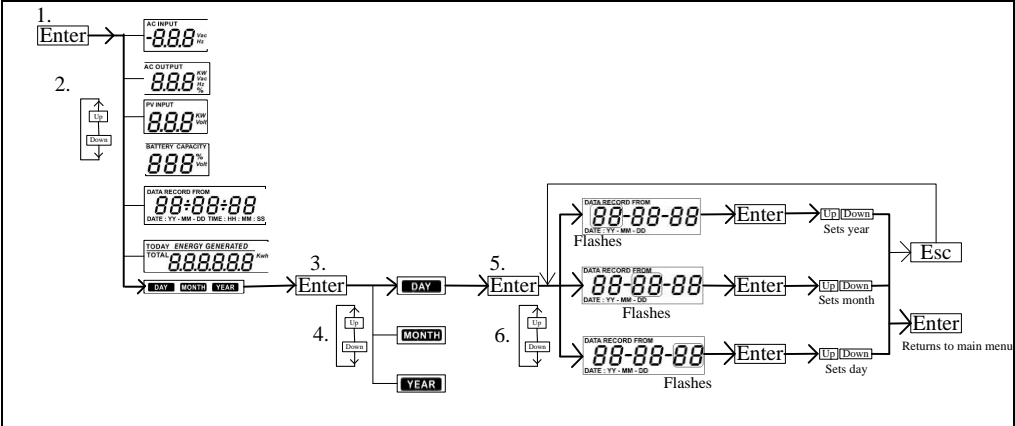 1.
Enter
AC INPUT
-8.8.8 Vac Hz
AC OUTPUT
8.8.8 KW Vac Hz %
2.
Up
Down
PV INPUT
8.8.8 KW Volt
BATTERY CAPACITY
888 % Volt
DATA RECORD FROM
88:88:88
DATE : YY - MM - DD TIME : HH : MM : SS
TODAY ENERGY GENERATED
TOTAL 8.8.8.8.8.8 Kwh
DAY MONTH YEAR
3.
Enter
4.
Up
Down
DAY
MONTH
YEAR
5.
Enter
6.
Up
Down
DATA RECORD FROM
88-88-88
DATE : YY - MM - DD
Flashes
Enter
Up Down
Sets year
DATA RECORD FROM
88-88-88
DATE : YY - MM - DD
Flashes
Enter
Up Down
Sets month
DATA RECORD FROM
88-88-88
DATE : YY - MM - DD
Flashes
Enter
Up Down
Sets day
Esc
Enter
Returns to main menu